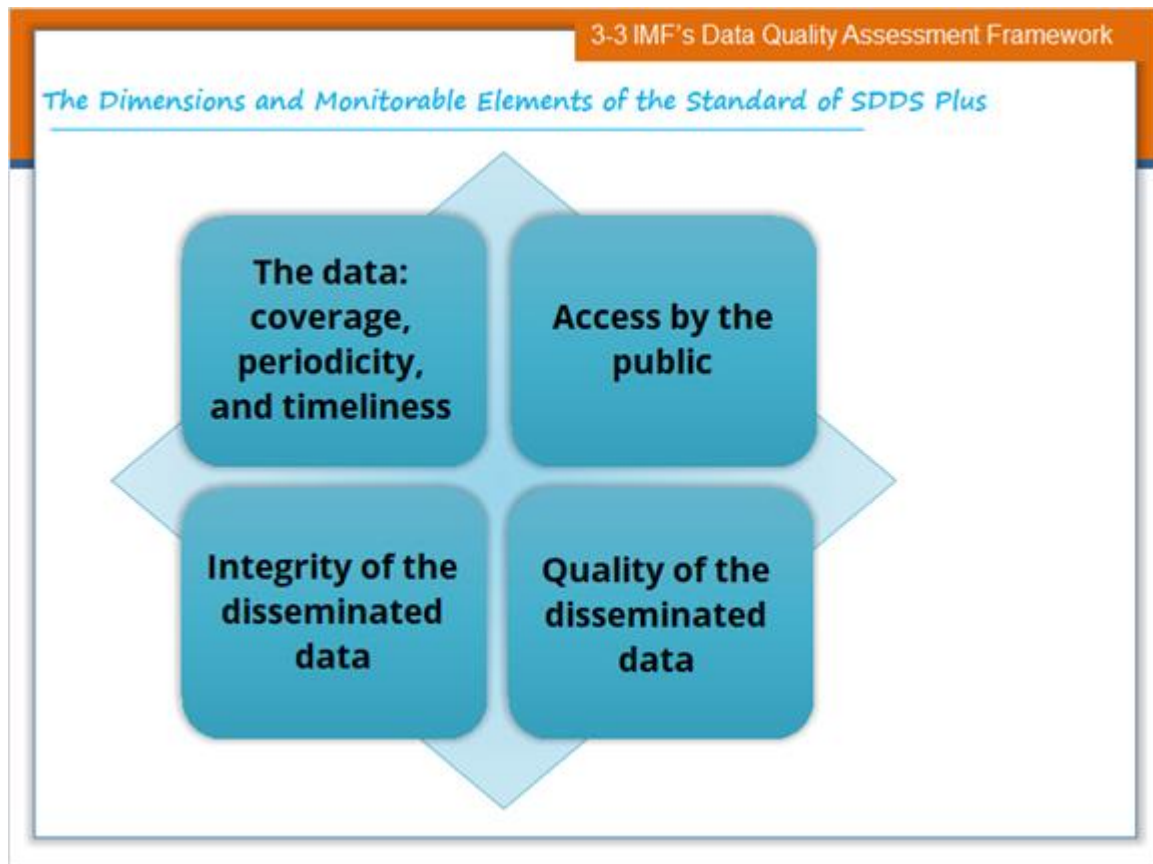 3-3 IMF's Data Quality Assessment Framework
The Dimensions and Monitorable Elements of the Standard of SDDS Plus
The data:
coverage,
periodicity,
and timeliness
Access by the
public
Integrity of the
disseminated
data
Quality of the
disseminated
data